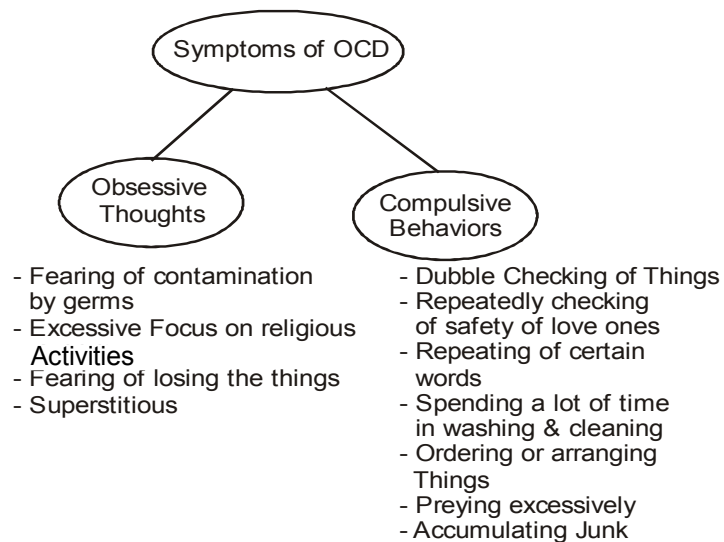 Symptoms of OCD
Obsessive
Thoughts
- Fearing of contamination
by germs
- Excessive Focus on religious
Activities
- Fearing of losing the things
- Superstitious
Compulsive
Behaviors
- Dubble Checking of Things
- Repeatedly checking
of safety of love ones
- Repeating of certain
words
- Spending a lot of time
in washing & cleaning
- Ordering or arranging
Things
- Preying excessively
- Accumulating Junk